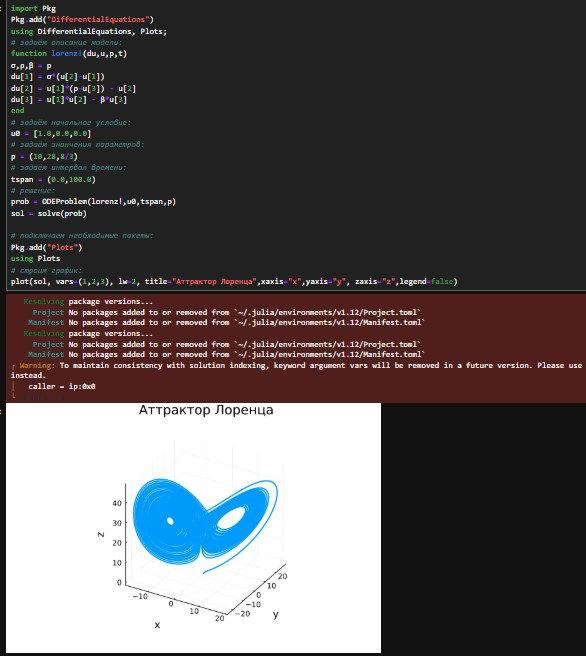 import Pkg
Pkg.add("DifferentialEquations")
using DifferentialEquations, Plots;
# задаём описание модели:
function lorenz!(du,u,p,t)
σ,ρ,β = p
du[1] = σ*(u[2]-u[1])
du[2] = u[1]*(ρ-u[3]) - u[2]
du[3] = u[1]*u[2] - β*u[3]
end
# задаём начальное условие:
u0 = [1.0,0.0,0.0]
# задаём знанчения параметров:
p = (10,28,8/3)
# задаём интервал времени:
tspan = (0.0,100.0)
# решение:
prob = ODEProblem(lorenz!,u0,tspan,p)
sol = solve(prob)
# подключаем необходимые пакеты:
Pkg.add("Plots")
using Plots
# строим график:
plot(sol, vars=(1,2,3), lw=2, title="Аттрактор Лоренца",xaxis="x",yaxis="y", zaxis="z",legend=false)
Resolving package versions...
Project No packages added to or removed from `~/.julia/environments/v1.12/Project.toml`
Manifest No packages added to or removed from `~/.julia/environments/v1.12/Manifest.toml`
Resolving package versions...
Project No packages added to or removed from `~/.julia/environments/v1.12/Project.toml`
Manifest No packages added to or removed from `~/.julia/environments/v1.12/Manifest.toml`
┌ Warning: To maintain consistency with solution indexing, keyword argument vars will be removed in a future version. Please use
instead.
│ caller = ip:0x0
└
Аттрактор Лоренца
40
30
20
10
0
z
-10
0
10
20
x
-20
-10
0
10
20
y